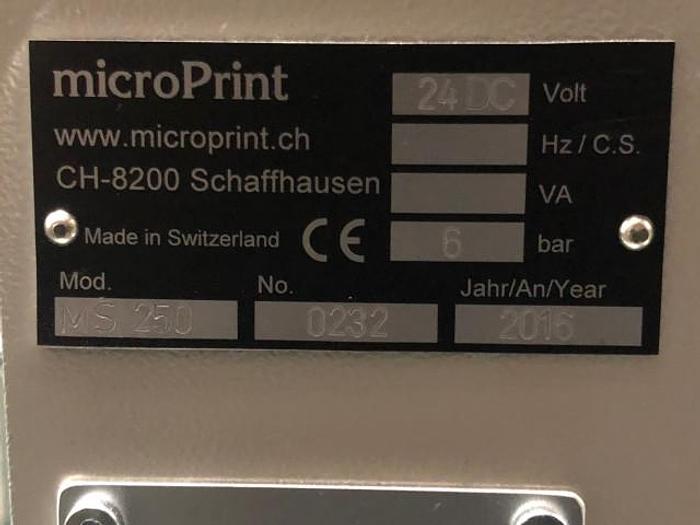 microPrint
24 DC Volt
www.microprint.ch
Hz / C.S.
CH-8200 Schaffhausen
VA
Made in Switzerland CE
6 bar
Mod. No. Jahr/An/Year
MS 250 0232 2016